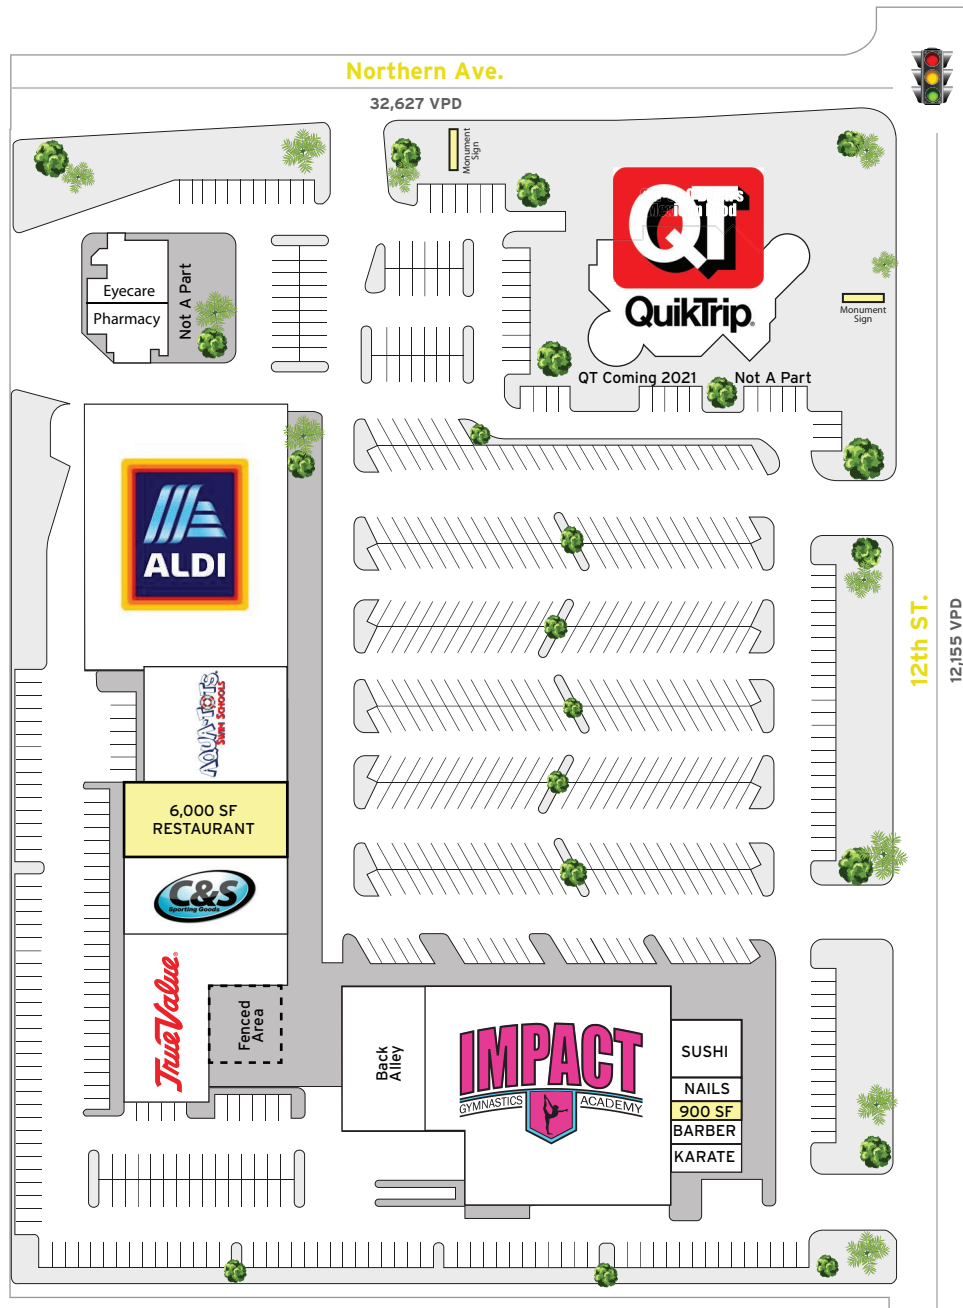 Northern Ave.
32,627 VPD
Monument
Sign
QT
QuikTrip
Monument
Sign
QT Coming 2021
Not A Part
Eyecare
Pharmacy
Not A Part
ALDI
AQUA-TOTS
SWIM SCHOOLS
6,000 SF
RESTAURANT
C&S
Sporting Goods
True Value
Fenced
Area
Back
Alley
IMPACT
GYMNASTICS ACADEMY
SUSHI
NAILS
900 SF
BARBER
KARATE
12th ST.
12,155 VPD